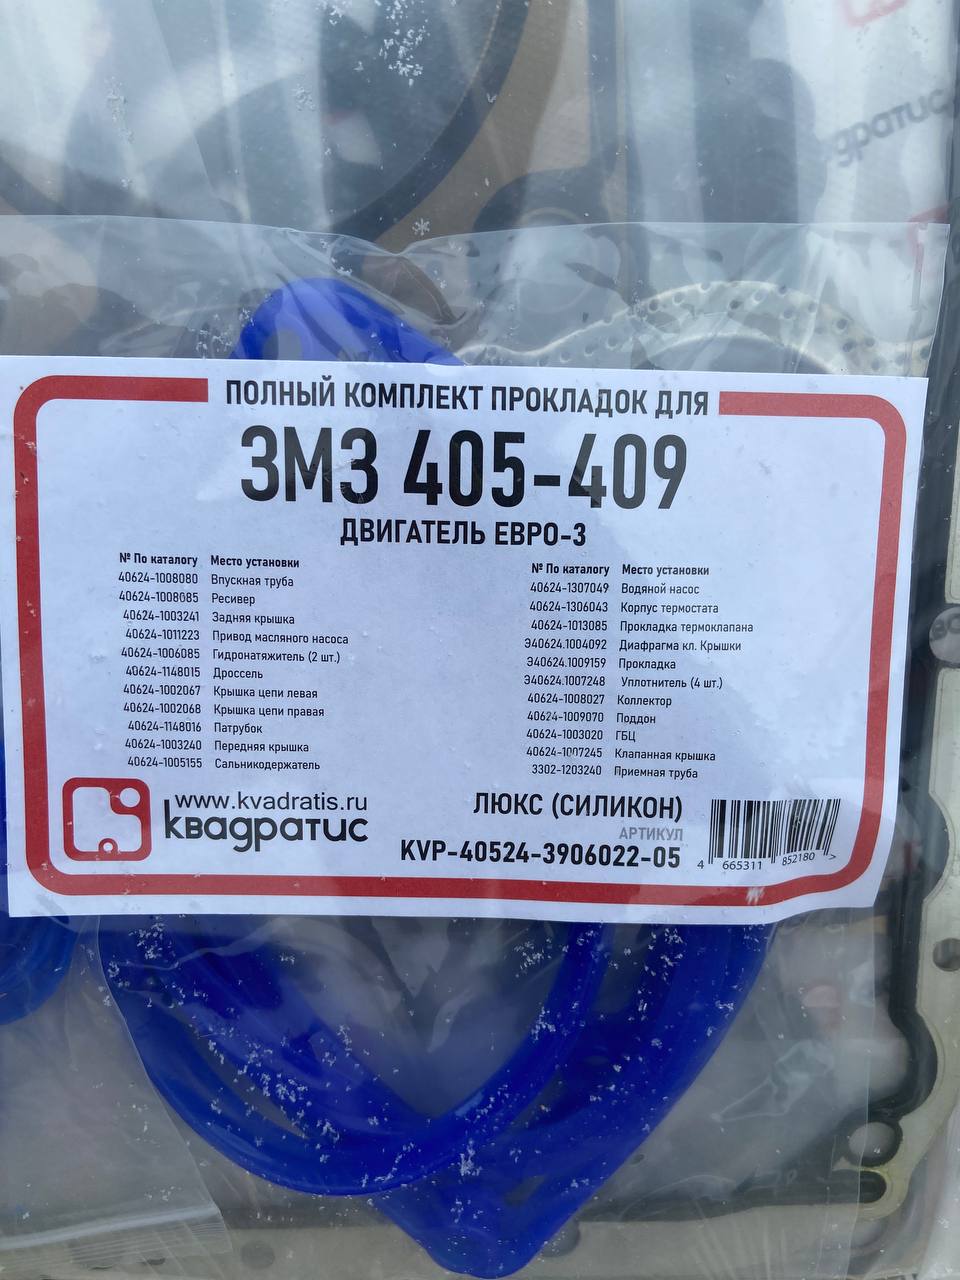 дратис
ПОЛНЫЙ КОМПЛЕКТ ПРОКЛАДОК ДЛЯ
ЗМЗ 405-409
ДВИГАТЕЛЬ ЕВРО-3
№ По каталогу Место установки
40624-1008080 Впускная труба
40624-1008085 Ресивер
40624-1003241 Задняя крышка
40624-1011223 Привод масляного насоса
40624-1006085 Гидронатяжитель (2 шт.)
40624-1148015 Дроссель
40624-1002067 Крышка цепи левая
40624-1002068 Крышка цепи правая
40624-1148016 Патрубок
40624-1003240 Передняя крышка
40624-1005155 Сальникодержатель
№ По каталогу Место установки
40624-1307049 Водяной насос
40624-1306043 Корпус термостата
40624-1013085 Прокладка термоклапана
Э40624.1004092 Диафрагма кл. Крышки
Э40624.1009159 Прокладка
Э40624.1007248 Уплотнитель (4 шт.)
40624-1008027 Коллектор
40624-1009070 Поддон
40624-1003020 ГБЦ
40624-1007245 Клапанная крышка
3302-1203240 Приемная труба
www.kvadratis.ru
квадратис
ЛЮКС (СИЛИКОН)
АРТИКУЛ
KVP-40524-3906022-05
4 665311 852180 >